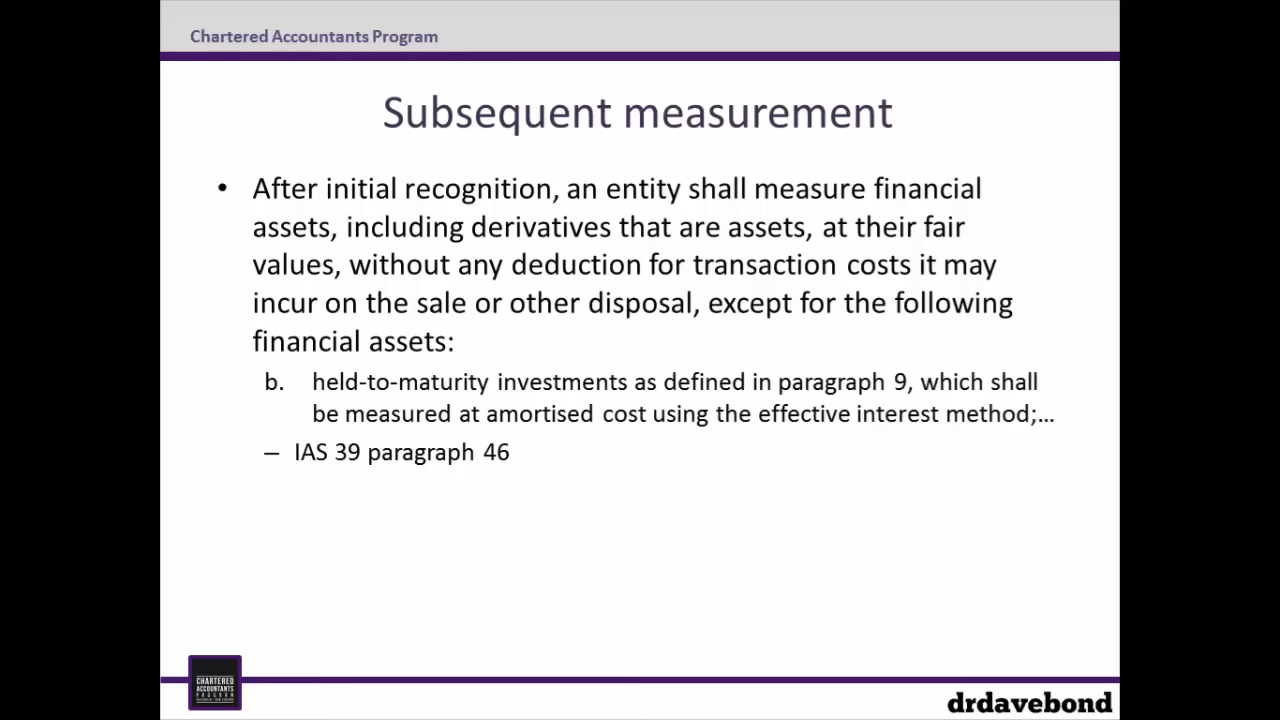 Chartered Accountants Program
Subsequent measurement
• After initial recognition, an entity shall measure financial
assets, including derivatives that are assets, at their fair
values, without any deduction for transaction costs it may
incur on the sale or other disposal, except for the following
financial assets:
b. held-to-maturity investments as defined in paragraph 9, which shall
be measured at amortised cost using the effective interest method;…
– IAS 39 paragraph 46
CHARTERED
ACCOUNTANTS
PROGRAM
drdavebond